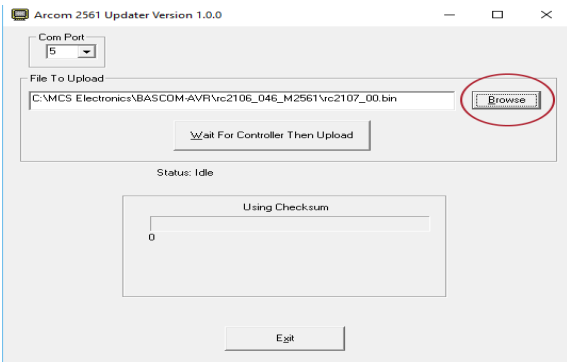 Arcom 2561 Updater Version 1.0.0
Com Port
5
File To Upload
C:\MCS Electronics\BASCOM-AVR\rc2106_046_M2561\rc2107_00.bin
Browse
Wait For Controller Then Upload
Status: Idle
Using Checksum
0
Exit